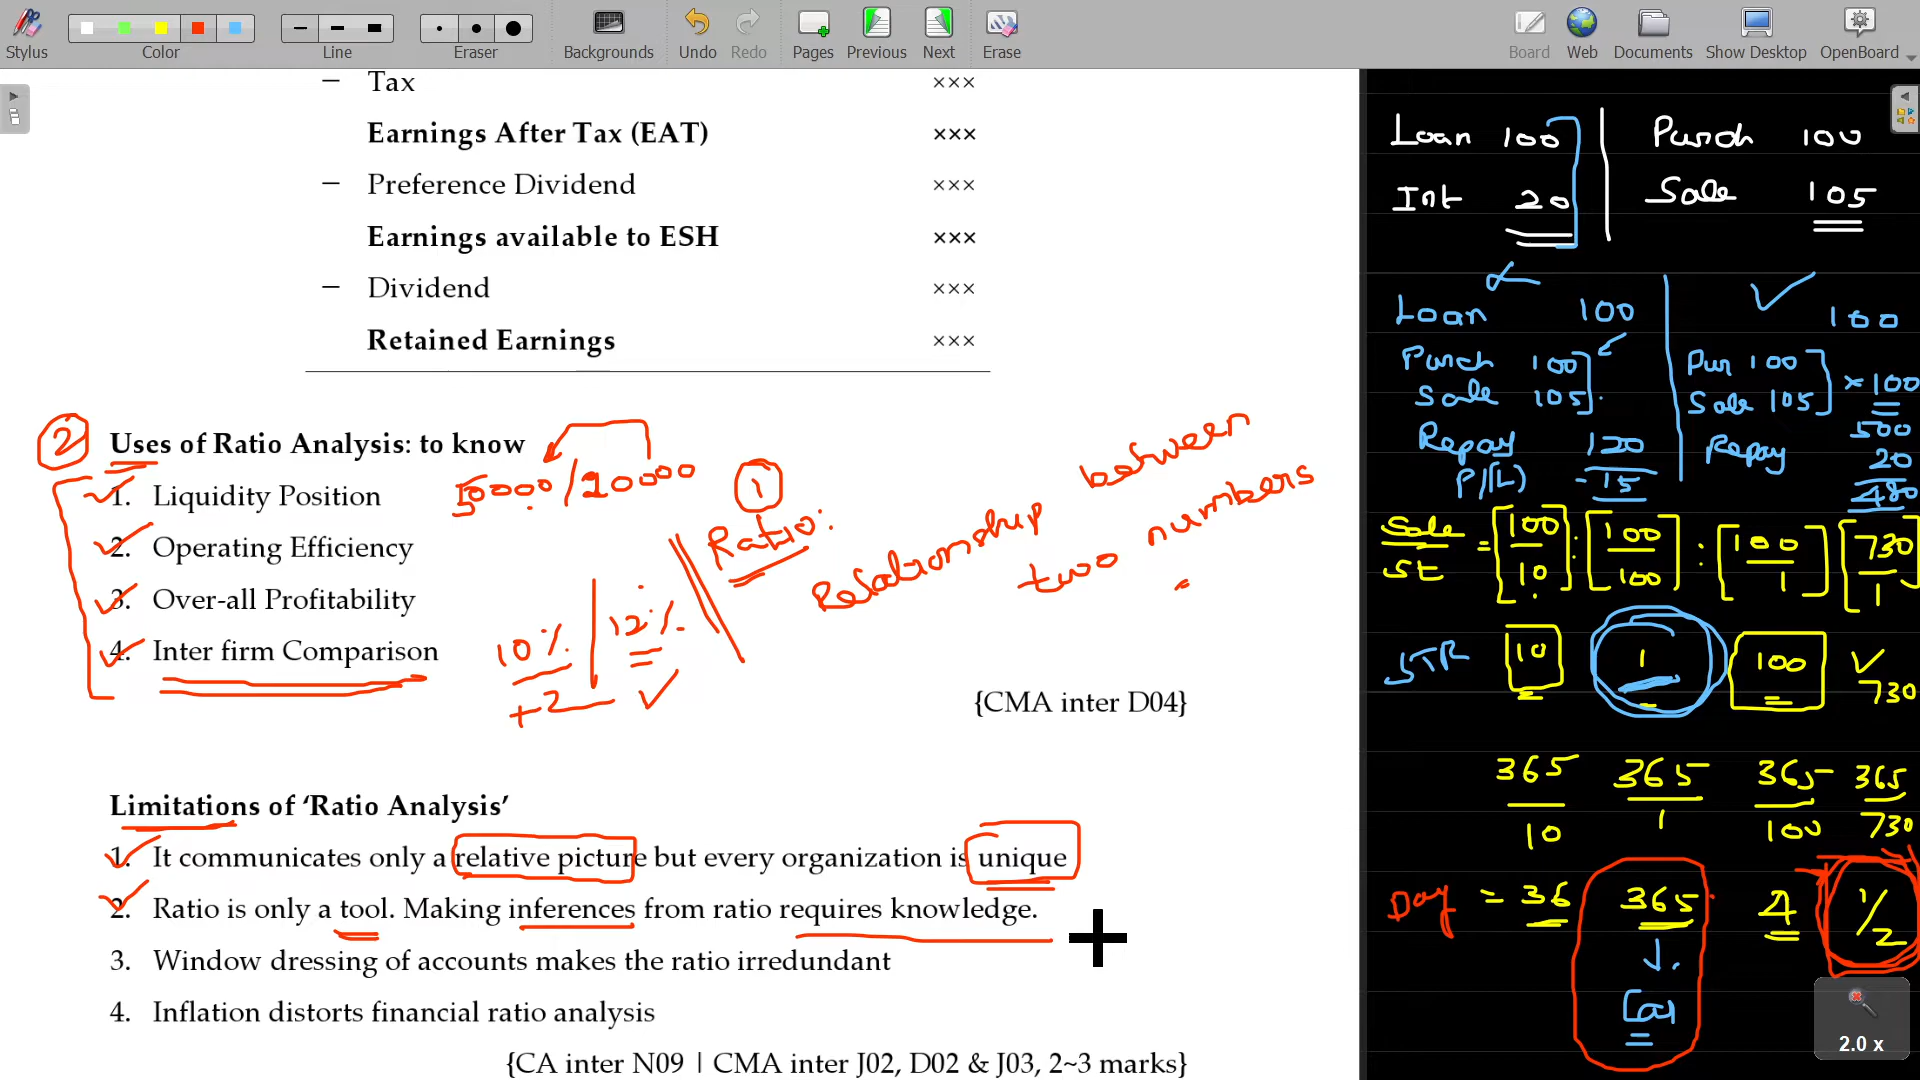 Stylus
Color
Line
Eraser
Backgrounds
Undo
Redo
Pages
Previous
Next
Erase
Board
Web
Documents
Show Desktop
OpenBoard
– Tax ×××
Earnings After Tax (EAT) ×××
– Preference Dividend ×××
Earnings available to ESH ×××
– Dividend ×××
Retained Earnings ×××
2 Uses of Ratio Analysis: to know
1. Liquidity Position
2. Operating Efficiency
3. Over-all Profitability
4. Inter firm Comparison
1
Ratio:
Relationship between
two numbers
10% | 12%
+2
{CMA inter D04}
Limitations of ‘Ratio Analysis’
1. It communicates only a relative picture but every organization is unique
2. Ratio is only a tool. Making inferences from ratio requires knowledge.
3. Window dressing of accounts makes the ratio irredundant
4. Inflation distorts financial ratio analysis
{CA inter N09 | CMA inter J02, D02 & J03, 2~3 marks}
Loan 100 | Purch 100
Int 20 | Sale 105
Loan 100 | 100
Purch 100 | Pur 100
Sale 105 | Sale 105 × 100
500
Repay 120 | Repay 20
P/(L) - 15 | 480
Sale/St = [100/10] : [100/100] : [100/1] [730/1]
STR 10 1 100 730
365/10 365/1 365/100 365/730
Day = 36 365 4 1/2
Car
2.0 x